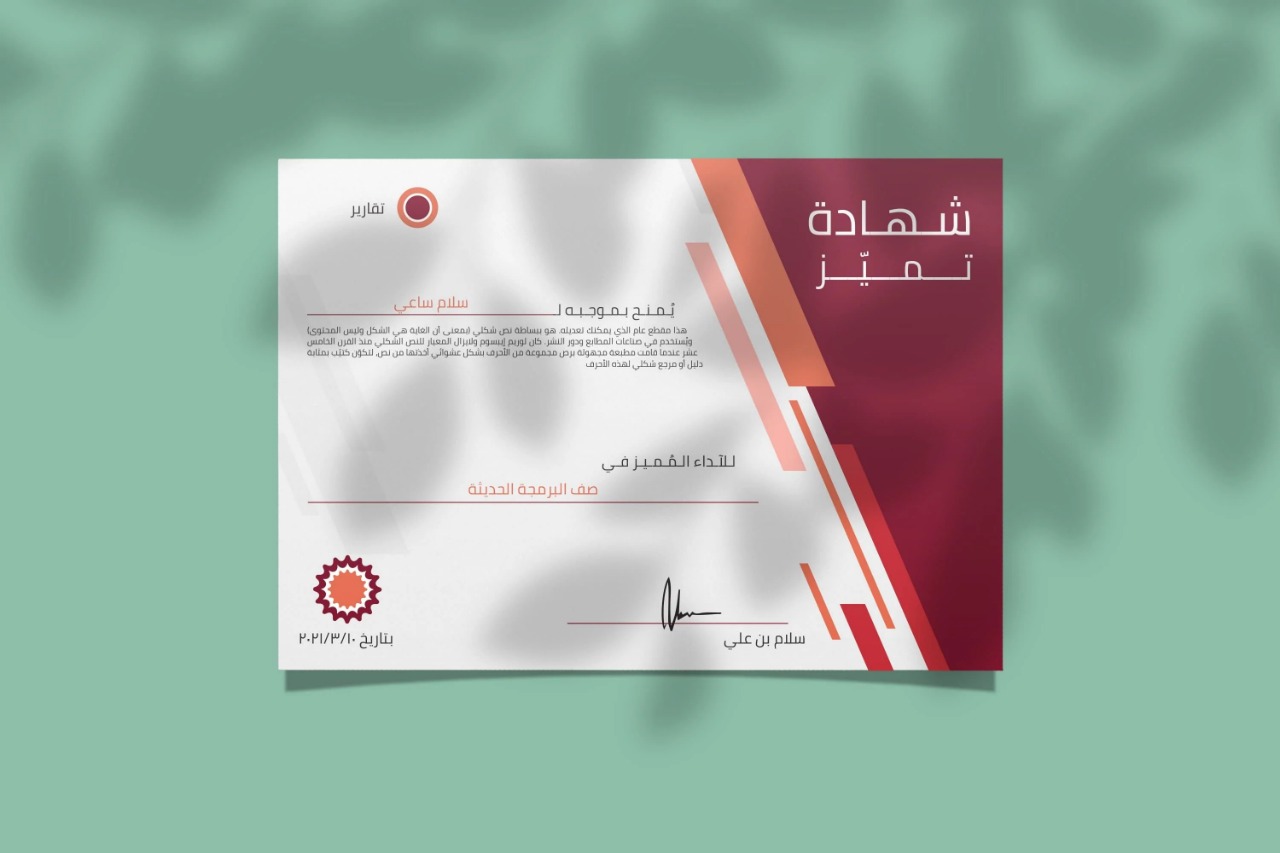 شهادة
تميّز
تقارير
يُمنح بموجبه لـ سلام ساعي
هذا مقطع عام الذي يمكنك تعديله. هو ببساطة نص شكلي (بمعنى أن الغاية هي الشكل وليس المحتوى)
ويُستخدم في صناعات المطابع ودور النشر. كان لوريم إيبسوم ولايزال المعيار للنص الشكلي منذ القرن الخامس
عشر عندما قامت مطبعة مجهولة برص مجموعة من الأحرف بشكل عشوائي أخذتها من نص، لتكوّن كتيّب بمثابة
دليل أو مرجع شكلي لهذه الأحرف
للآداء المُميز في
صف البرمجة الحديثة
سلام بن علي
بتاريخ ٢٠٢١/٣/١٠